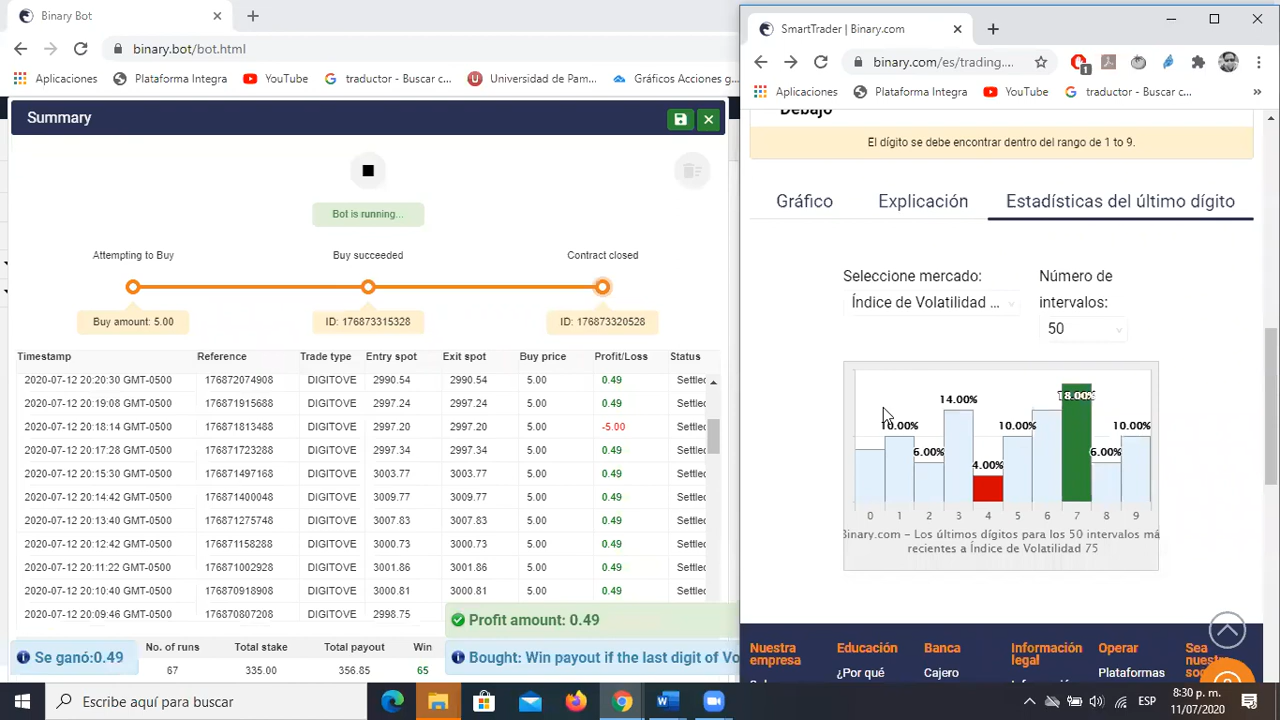 Binary Bot
binary.bot/bot.html
Aplicaciones Plataforma Integra YouTube traductor - Buscar c... Universidad de Pam... Gráficos Acciones g...
Summary
Bot is running...
Attempting to Buy Buy succeeded Contract closed
Buy amount: 5.00 ID: 176873315328 ID: 176873320528
Timestamp Reference Trade type Entry spot Exit spot Buy price Profit/Loss Status
2020-07-12 20:20:30 GMT-0500 176872074908 DIGITOVE 2990.54 2990.54 5.00 0.49 Settled
2020-07-12 20:19:08 GMT-0500 176871915688 DIGITOVE 2997.24 2997.24 5.00 0.49 Settled
2020-07-12 20:18:14 GMT-0500 176871813488 DIGITOVE 2997.20 2997.20 5.00 -5.00 Settled
2020-07-12 20:17:28 GMT-0500 176871723288 DIGITOVE 2997.34 2997.34 5.00 0.49 Settled
2020-07-12 20:15:30 GMT-0500 176871497168 DIGITOVE 3003.77 3003.77 5.00 0.49 Settled
2020-07-12 20:14:42 GMT-0500 176871400048 DIGITOVE 3009.77 3009.77 5.00 0.49 Settled
2020-07-12 20:13:40 GMT-0500 176871275748 DIGITOVE 3007.83 3007.83 5.00 0.49 Settled
2020-07-12 20:12:42 GMT-0500 176871158288 DIGITOVE 3000.73 3000.73 5.00 0.49 Settled
2020-07-12 20:11:22 GMT-0500 176871002928 DIGITOVE 3001.86 3001.86 5.00 0.49 Settled
2020-07-12 20:10:40 GMT-0500 176870918908 DIGITOVE 3000.81 3000.81 5.00 0.49 Settled
2020-07-12 20:09:46 GMT-0500 176870807208 DIGITOVE 2998.75
Profit amount: 0.49
Se ganó:0.49
No. of runs Total stake Total payout Win
67 335.00 356.85 65
Bought: Win payout if the last digit of Vo
SmartTrader | Binary.com
binary.com/es/trading....
1
Aplicaciones Plataforma Integra YouTube traductor - Buscar c... »
Debajo
El dígito se debe encontrar dentro del rango de 1 to 9.
Gráfico Explicación Estadísticas del último dígito
Seleccione mercado:
Índice de Volatilidad ...
Número de
intervalos:
50
10.00% 6.00% 14.00% 4.00% 10.00% 18.00% 6.00% 10.00%
0 1 2 3 4 5 6 7 8 9
Binary.com – Los últimos dígitos para los 50 intervalos má
recientes a Índice de Volatilidad 75
Nuestra
empresa
Educación
¿Por qué
Banca
Cajero
Información
legal
Operar
Plataformas
Sea
Escribe aquí para buscar
ESP
8:30 p. m.
11/07/2020